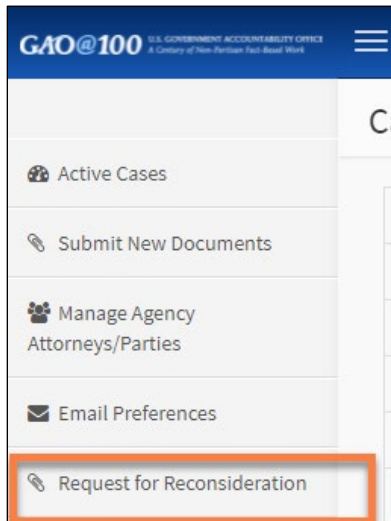 GAO@100 U.S. GOVERNMENT ACCOUNTABILITY OFFICE
A Century of Non-Partisan Fact-Based Work
C
Active Cases
Submit New Documents
Manage Agency
Attorneys/Parties
Email Preferences
Request for Reconsideration